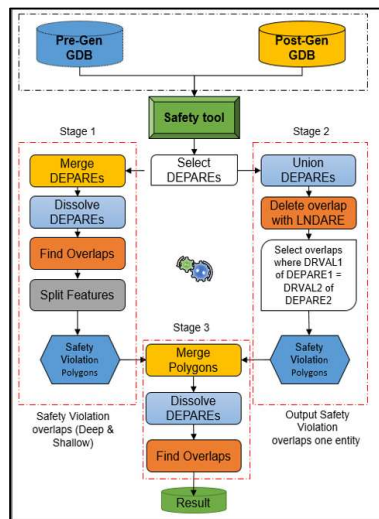 Pre-Gen
GDB
Post-Gen
GDB
Safety tool
Stage 1
Stage 2
Merge
DEPAREs
Select
DEPAREs
Union
DEPAREs
Dissolve
DEPAREs
Delete overlap
with LNDARE
Find Overlaps
Select overlaps
where DRVAL1
of DEPARE1 =
DRVAL2 of
DEPARE2
Split Features
Stage 3
Safety
Violation
Polygons
Merge
Polygons
Safety
Violation
Polygons
Safety Violation
overlaps (Deep &
Shallow)
Dissolve
DEPAREs
Output Safety
Violation
overlaps one entity
Find Overlaps
Result